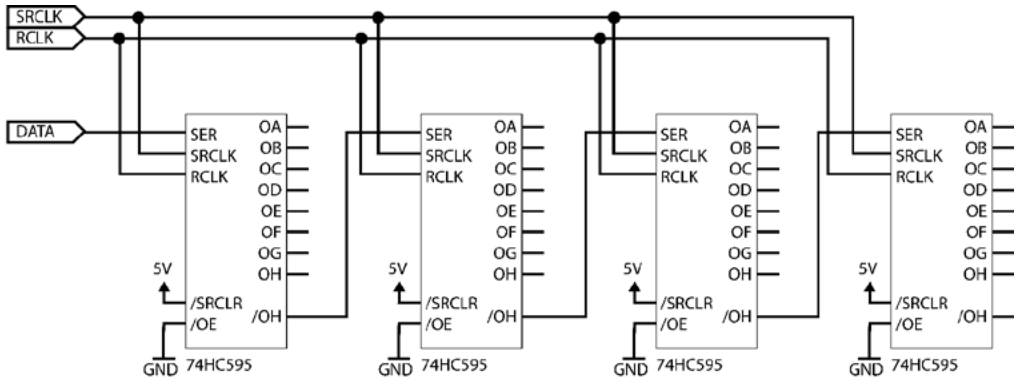 SRCLK
RCLK
DATA
SER
SRCLK
RCLK
OA
OB
OC
OD
OE
OF
OG
OH
5V
/SRCLR
/OE
/OH
GND
74HC595
SER
SRCLK
RCLK
OA
OB
OC
OD
OE
OF
OG
OH
5V
/SRCLR
/OE
/OH
GND
74HC595
SER
SRCLK
RCLK
OA
OB
OC
OD
OE
OF
OG
OH
5V
/SRCLR
/OE
/OH
GND
74HC595
SER
SRCLK
RCLK
OA
OB
OC
OD
OE
OF
OG
OH
5V
/SRCLR
/OE
/OH
GND
74HC595